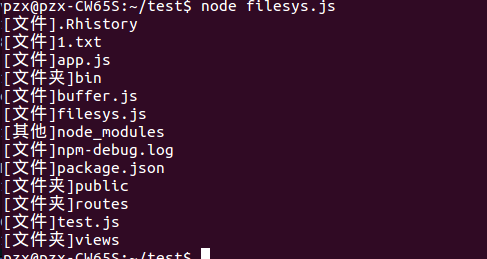 pzx@pzx-CW65S:~/test$ node filesys.js
[文件].Rhistory
[文件]1.txt
[文件]app.js
[文件夹]bin
[文件]buffer.js
[文件]filesys.js
[其他]node_modules
[文件]npm-debug.log
[文件]package.json
[文件夹]public
[文件夹]routes
[文件]test.js
[文件夹]views
pzx@pzx-CW65S:~/test$